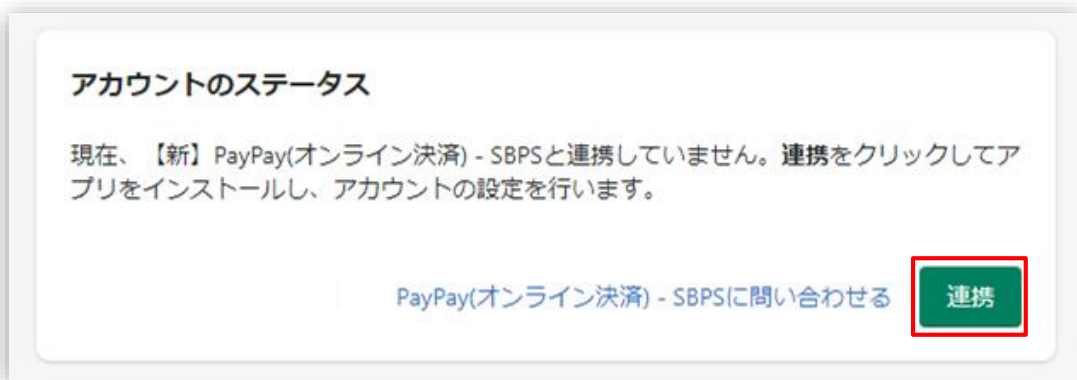 アカウントのステータス
現在、【新】PayPay(オンライン決済) - SBPSと連携していません。連携をクリックしてア
プリをインストールし、アカウントの設定を行います。
PayPay(オンライン決済) - SBPSに問い合わせる 連携